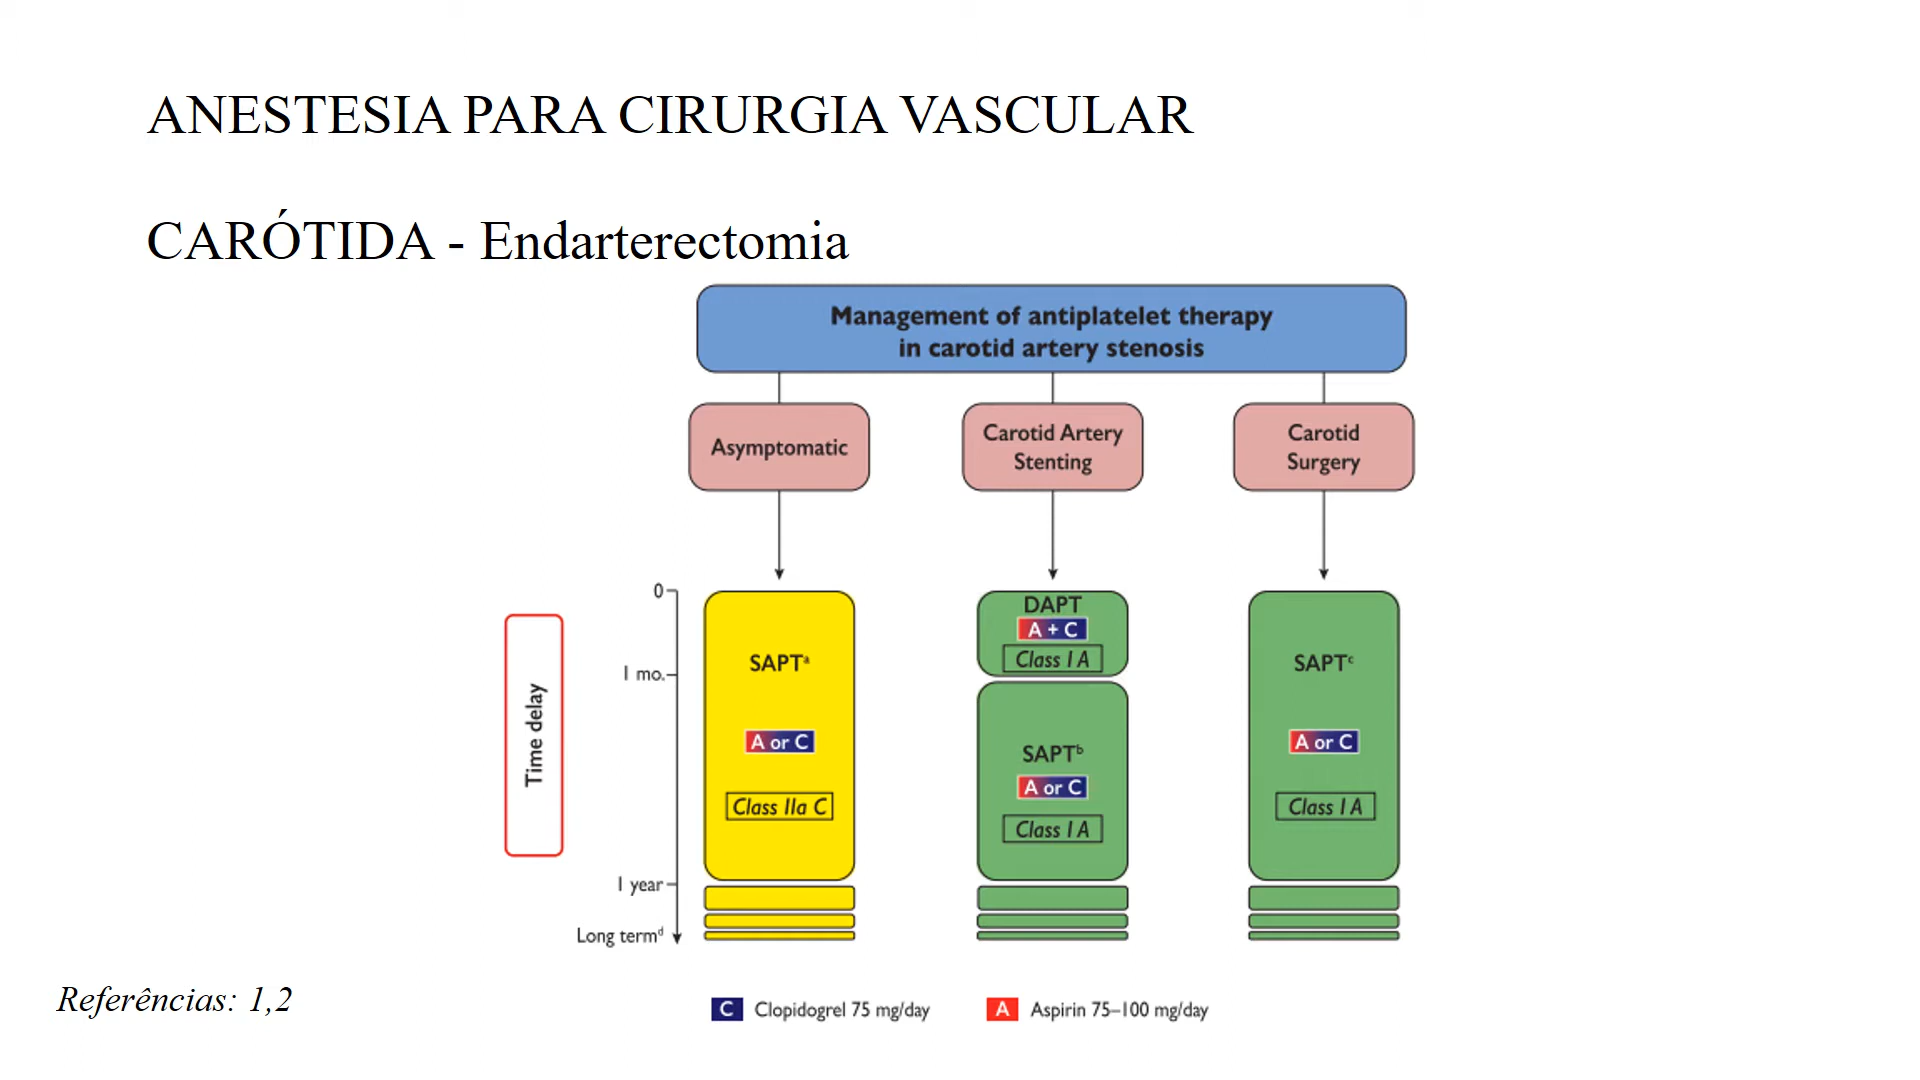 ANESTESIA PARA CIRURGIA VASCULAR
CARÓTIDA - Endarterectomia
Management of antiplatelet therapy
in carotid artery stenosis
Asymptomatic
Carotid Artery
Stenting
Carotid
Surgery
Time delay
0
1 mo.
1 year
Long termᵈ
SAPTᵃ
A or C
Class IIa C
DAPT
A + C
Class I A
SAPTᵇ
A or C
Class I A
SAPTᶜ
A or C
Class I A
C Clopidogrel 75 mg/day
A Aspirin 75–100 mg/day
Referências: 1,2